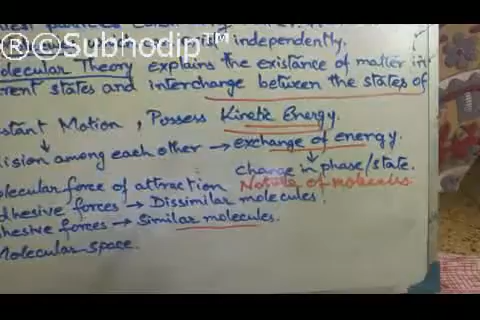 ®©Subhodip™
independently.
olecular Theory explains the existance of matter in
erent states and interchange between the states of
stant Motion, Possess Kinetic Energy.
lision among each other → exchange of energy.
change in phase/state.
olecular force of attraction Nature of molecules
dhesive forces → Dissimilar molecules.
hesive forces → Similar molecules.
Molecular space.